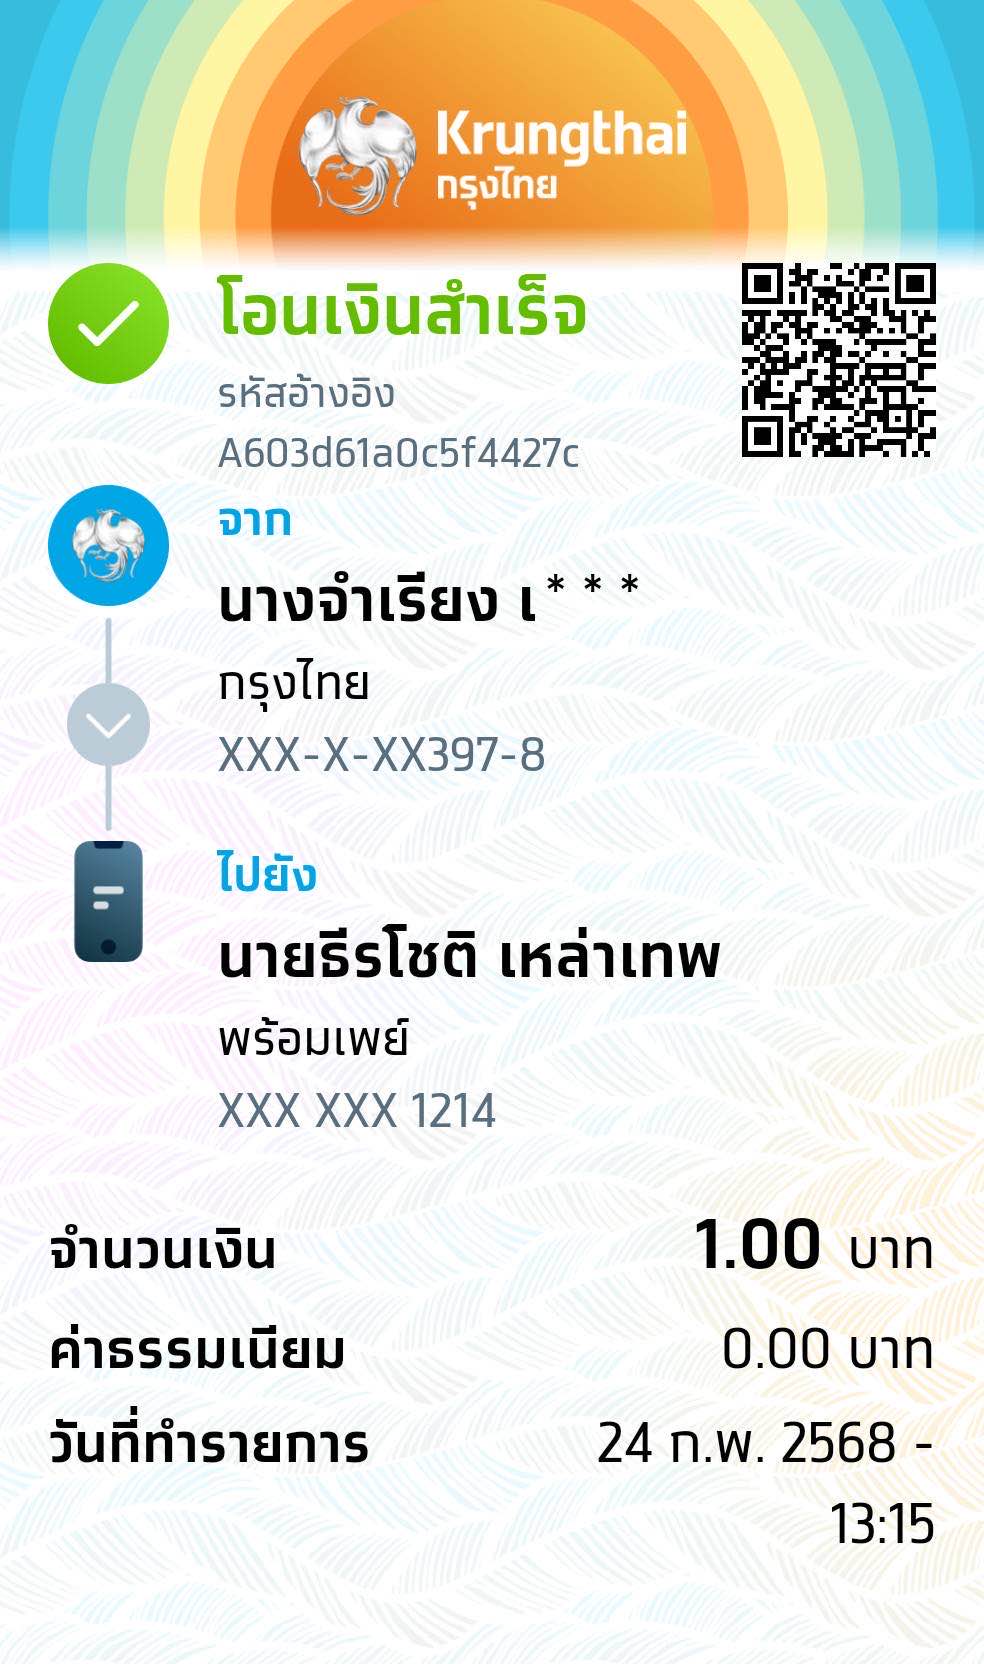 Krungthai
กรุงไทย
โอนเงินสำเร็จ
รหัสอ้างอิง
A603d61a0c5f4427c
จาก
นางจำเรียง เ***
กรุงไทย
XXX-X-XX397-8
ไปยัง
นายธีรโชติ เหล่าเทพ
พร้อมเพย์
XXX XXX 1214
จำนวนเงิน 1.00 บาท
ค่าธรรมเนียม 0.00 บาท
วันที่ทำรายการ 24 ก.พ. 2568 -
13:15